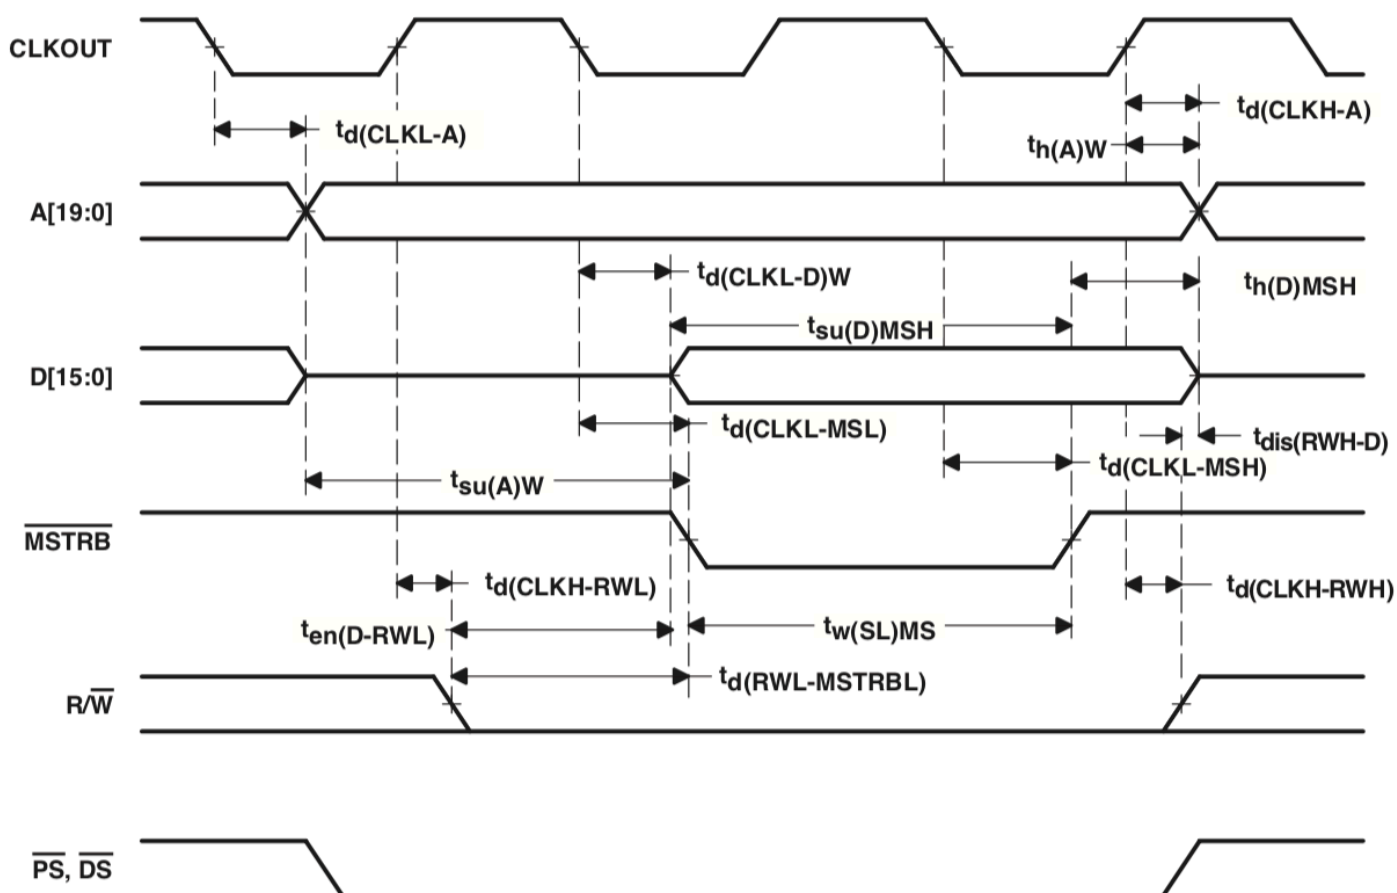 CLKOUT
td(CLKH-A)
td(CLKL-A)
th(A)W
A[19:0]
td(CLKL-D)W
th(D)MSH
tsu(D)MSH
D[15:0]
td(CLKL-MSL)
tdis(RWH-D)
td(CLKL-MSH)
tsu(A)W
MSTRB
td(CLKH-RWL)
td(CLKH-RWH)
ten(D-RWL)
tw(SL)MS
td(RWL-MSTRBL)
R/W
PS, DS